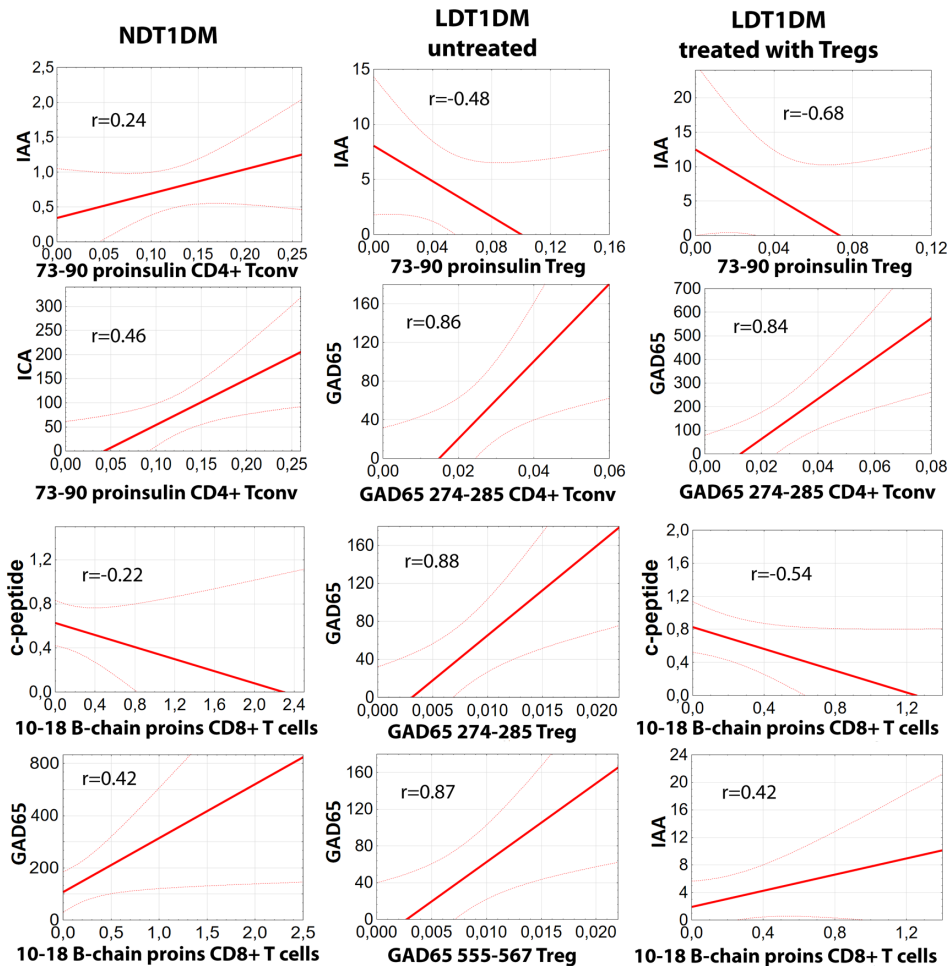 NDT1DM
LDT1DM
untreated
LDT1DM
treated with Tregs
IAA
2,5
2,0
1,5
1,0
0,5
0,0
r=0.24
0,00 0,05 0,10 0,15 0,20 0,25
73-90 proinsulin CD4+ Tconv
IAA
15
10
5
0
r=-0.48
0,00 0,04 0,08 0,12 0,16
73-90 proinsulin Treg
IAA
20
15
10
5
0
r=-0.68
0,00 0,04 0,08 0,12
73-90 proinsulin Treg
ICA
300
250
200
150
100
50
0
r=0.46
0,00 0,05 0,10 0,15 0,20 0,25
73-90 proinsulin CD4+ Tconv
GAD65
160
120
80
40
0
r=0.86
0.00 0.02 0.04 0.06
GAD65 274-285 CD4+ Tconv
GAD65
700
600
500
400
300
200
100
0
r=0.84
0.00 0.02 0.04 0.06 0.08
GAD65 274-285 CD4+ Tconv
c-peptide
1,2
0,8
0,4
0,0
r=-0.22
0,0 0,4 0,8 1,2 1,6 2,0 2,4
10-18 B-chain proins CD8+ T cells
GAD65
160
120
80
40
0
r=0.88
0,000 0,005 0,010 0,015 0,020
GAD65 274-285 Treg
c-peptide
2,0
1,6
1,2
0,8
0,4
0,0
r=-0.54
0,0 0,4 0,8 1,2
10-18 B-chain proins CD8+ T cells
GAD65
800
400
200
0
r=0.42
0,0 0,5 1,0 1,5 2,0 2,5
10-18 B-chain proins CD8+ T cells
GAD65
160
120
80
40
0
r=0.87
0,000 0,005 0,010 0,015 0,020
GAD65 555-567 Treg
IAA
24
20
16
12
8
4
0
r=0.42
0,0 0,4 0,8 1,2
10-18 B-chain proins CD8+ T cells